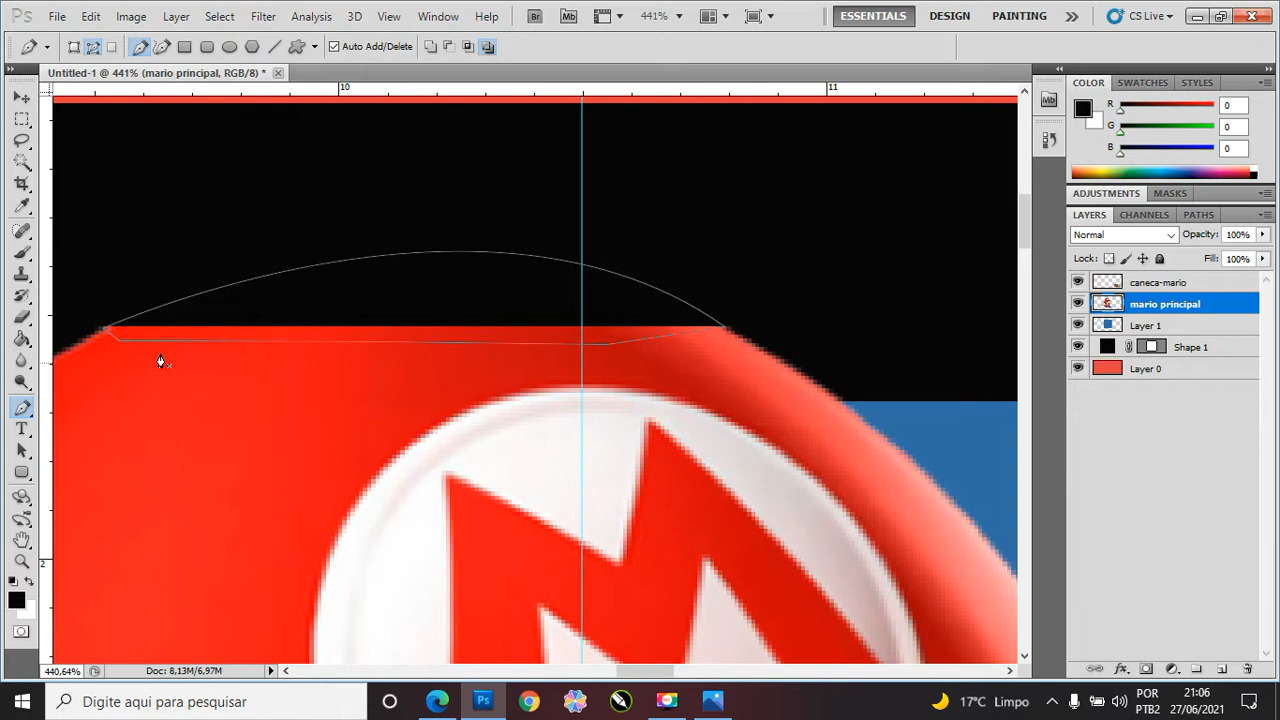 Ps File Edit Image Layer Select Filter Analysis 3D View Window Help Br Mb 441% ESSENTIALS DESIGN PAINTING CS Live
Auto Add/Delete
Untitled-1 @ 441% (mario principal, RGB/8) *
10 11
2
COLOR SWATCHES STYLES
Mb
R 0
G 0
B 0
ADJUSTMENTS MASKS
LAYERS CHANNELS PATHS
Normal Opacity: 100%
Lock: Fill: 100%
caneca-mario
mario principal
Layer 1
Shape 1
Layer 0
440,64% Doc: 8,13M/6,97M
Digite aqui para pesquisar
Ps
17°C Limpo
POR
PTB2
21:06
27/06/2021